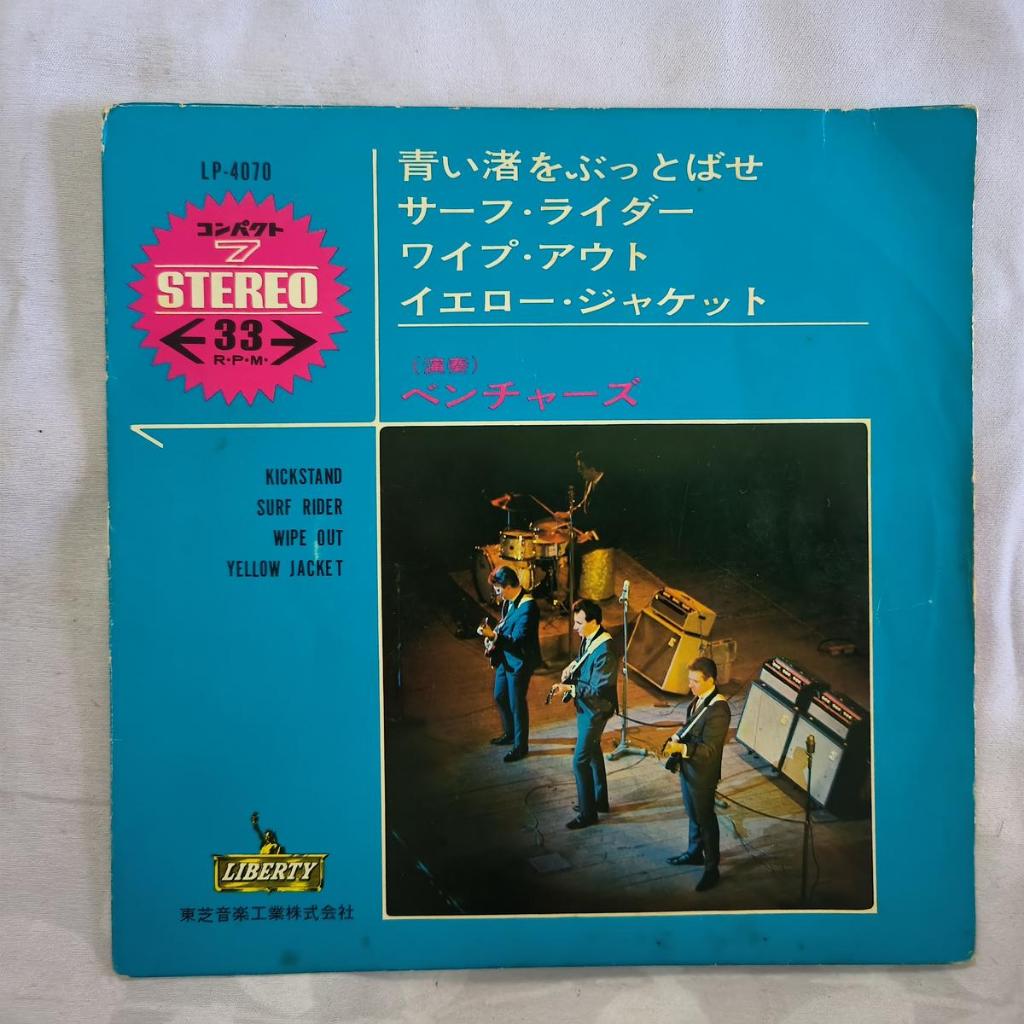 LP-4070
コンパクト
7
STEREO
33
R・P・M・
青い渚をぶっとばせ
サーフ・ライダー
ワイプ・アウト
イエロー・ジャケット
(演奏)
ベンチャーズ
KICKSTAND
SURF RIDER
WIPE OUT
YELLOW JACKET
LIBERTY
東芝音楽工業株式会社